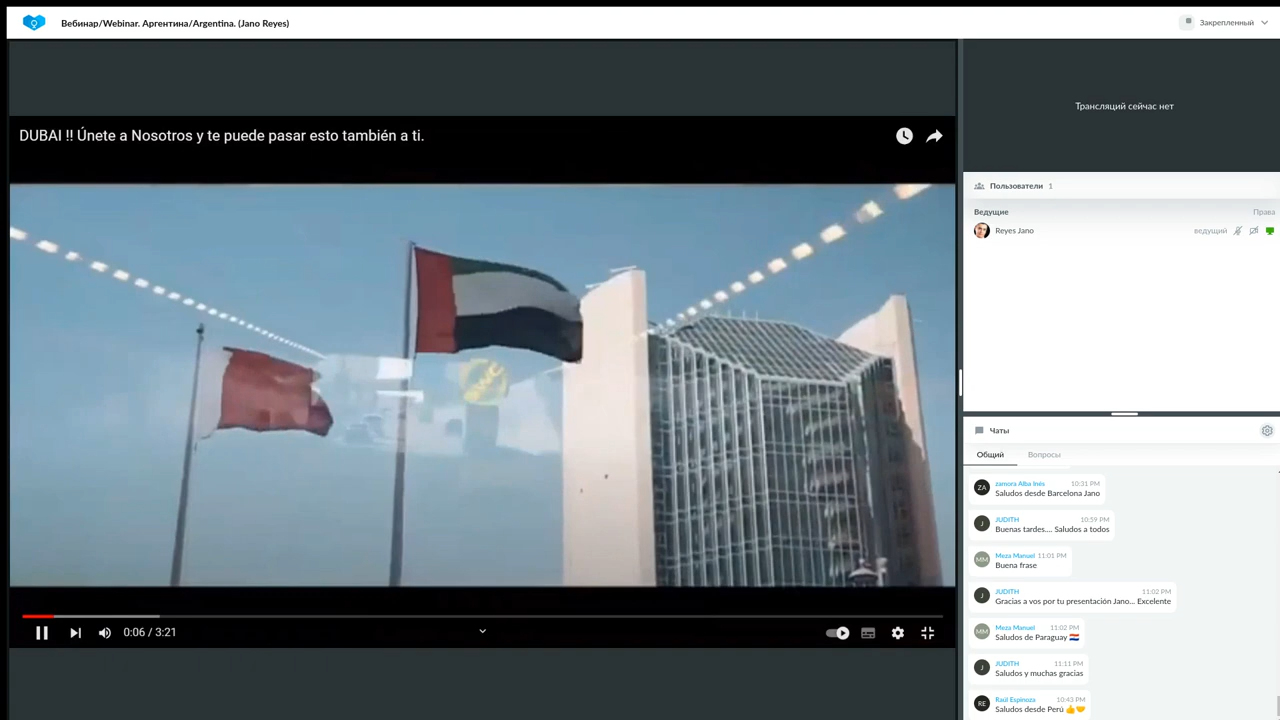 Вебинар/Webinar. Аргентина/Argentina. (Jano Reyes)
Закрепленный
DUBAI !! Únete a Nosotros y te puede pasar esto también a ti.
0:06 / 3:21
Трансляций сейчас нет
Пользователи 1
Ведущие Права
Reyes Jano ведущий
Чаты
Общий Вопросы
ZA zamora Alba Inés 10:31 PM
Saludos desde Barcelona Jano
J JUDITH 10:59 PM
Buenas tardes.... Saludos a todos
MM Meza Manuel 11:01 PM
Buena frase
J JUDITH 11:02 PM
Gracias a vos por tu presentación Jano... Excelente
MM Meza Manuel 11:02 PM
Saludos de Paraguay 🇵🇾
J JUDITH 11:11 PM
Saludos y muchas gracias
RE Raúl Espinoza 10:43 PM
Saludos desde Perú 👍🤝